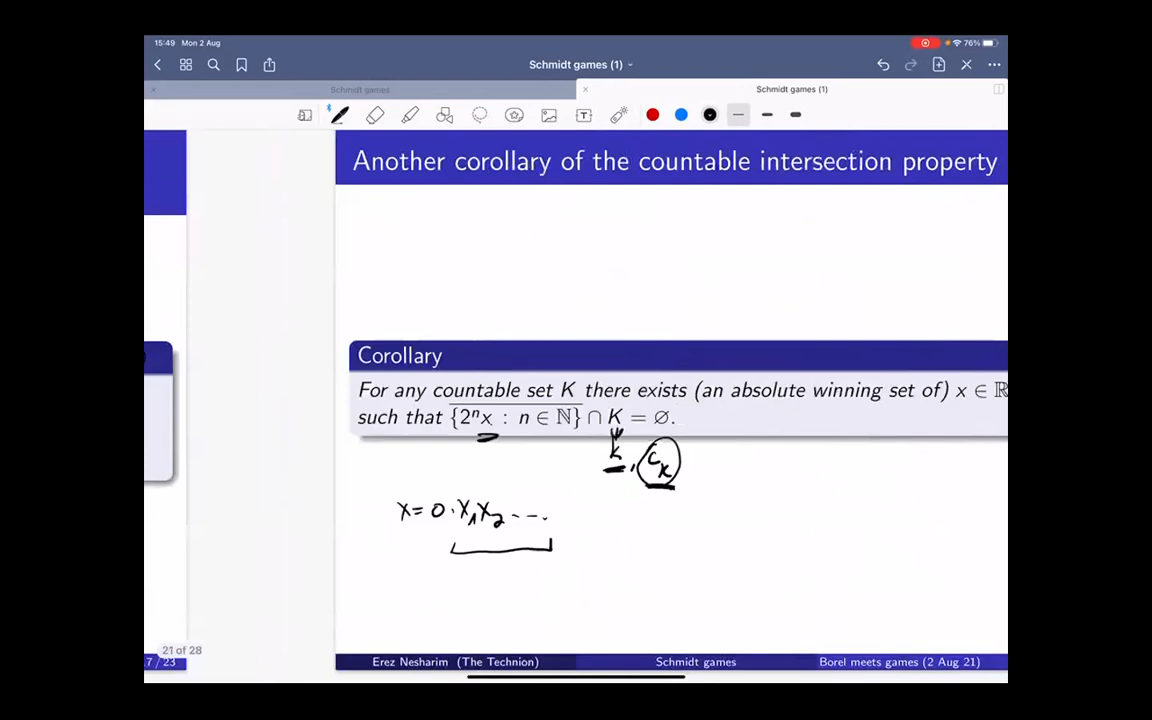 15:49 Mon 2 Aug
76%
Schmidt games (1)
Schmidt games
Schmidt games (1)
Another corollary of the countable intersection property
Corollary
For any countable set K there exists (an absolute winning set of) x ∈ ℝ
such that {2ⁿx : n ∈ ℕ} ∩ K = ∅.
k, Cₖ
x = 0.x₁x₂ ...
21 of 28
7 / 23
Erez Nesharim (The Technion)
Schmidt games
Borel meets games (2 Aug 21)